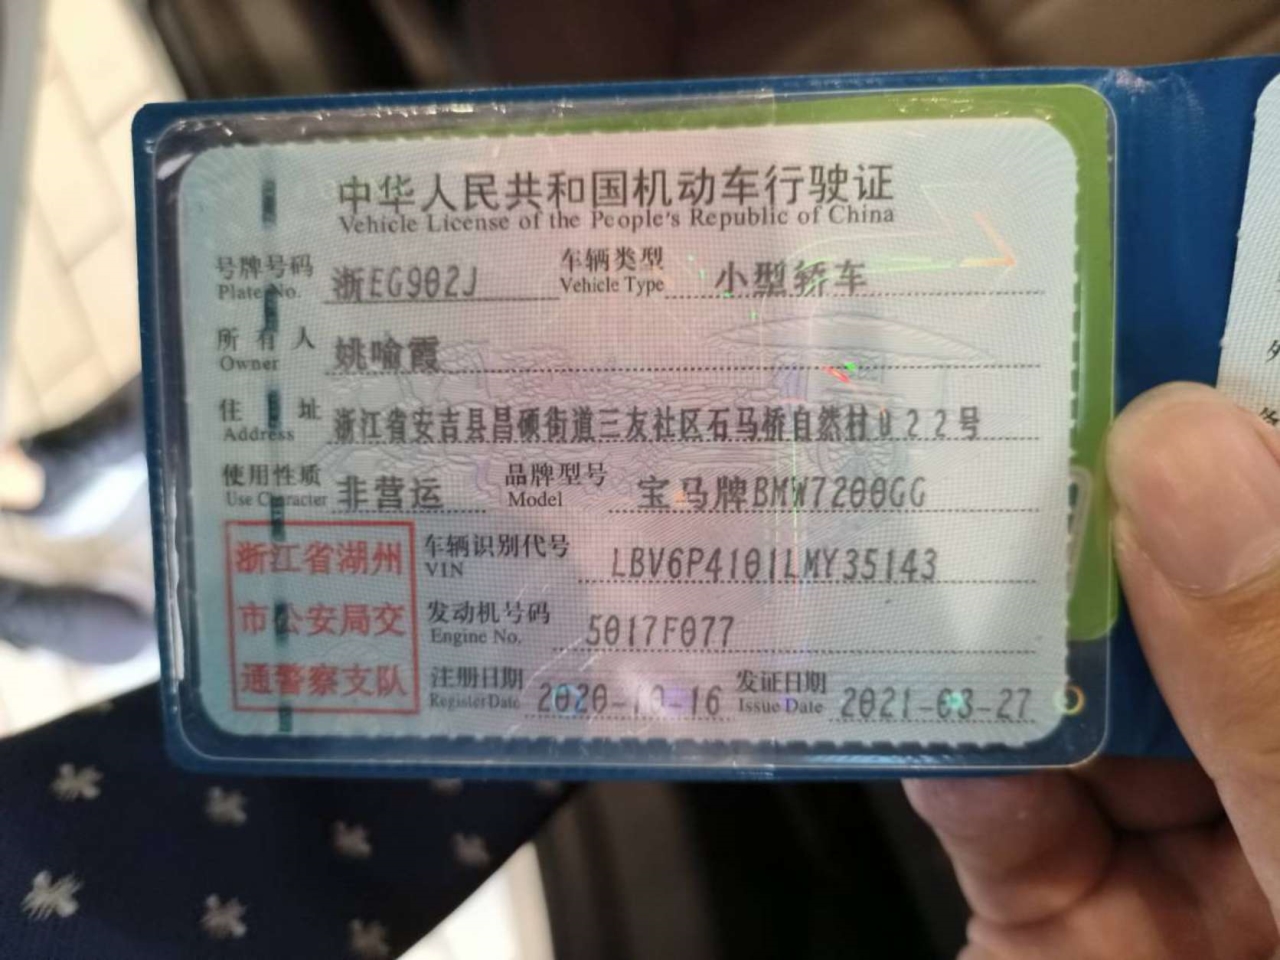 中华人民共和国机动车行驶证
Vehicle License of the People's Republic of China
号牌号码 浙EG902J 车辆类型 小型轿车
Plate No. Vehicle Type
所有人 姚喻霞
Owner
住址 浙江省安吉县昌硕街道三友社区石马桥自然村022号
Address
使用性质 非营运 品牌型号 宝马牌BMW7200GG
Use Character Model
浙江省湖州
市公安局交
通警察支队
车辆识别代号 LBV6P4101LMY35143
VIN
发动机号码 5017F077
Engine No.
注册日期 2020-10-16 发证日期 2021-03-27
Register Date Issue Date